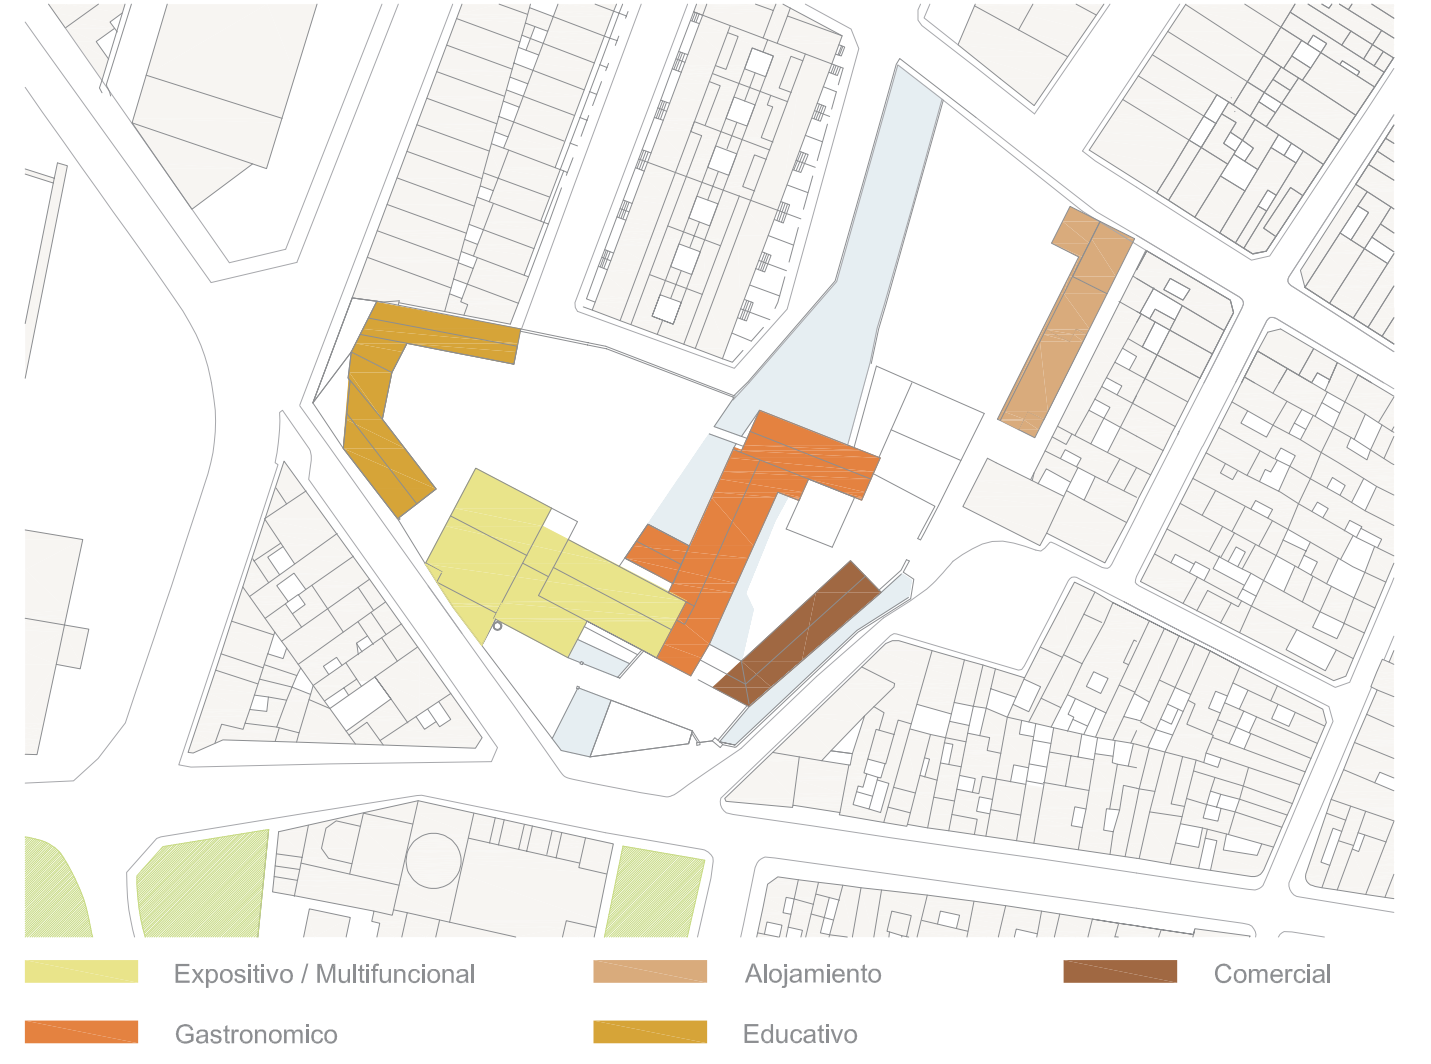 Expositivo / Multifuncional
Alojamiento
Comercial
Gastronomico
Educativo